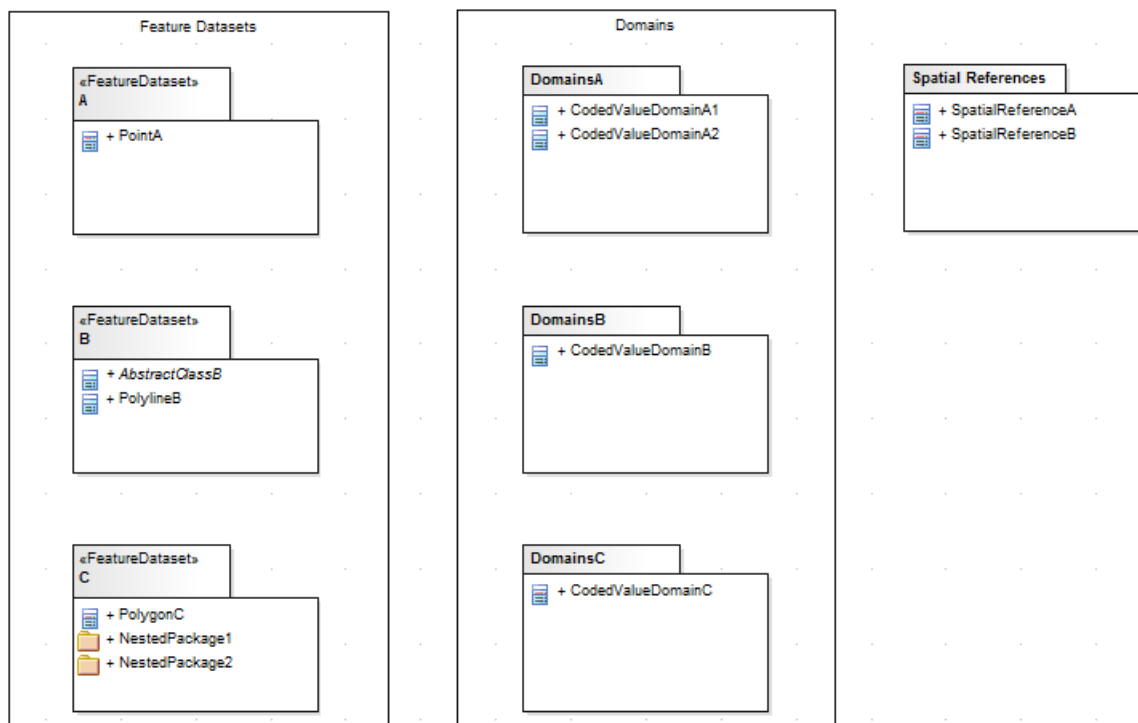 Feature Datasets
«FeatureDataset»
A
+ PointA
«FeatureDataset»
B
+ AbstractClassB
+ PolylineB
«FeatureDataset»
C
+ PolygonC
+ NestedPackage1
+ NestedPackage2
Domains
DomainsA
+ CodedValueDomainA1
+ CodedValueDomainA2
DomainsB
+ CodedValueDomainB
DomainsC
+ CodedValueDomainC
Spatial References
+ SpatialReferenceA
+ SpatialReferenceB